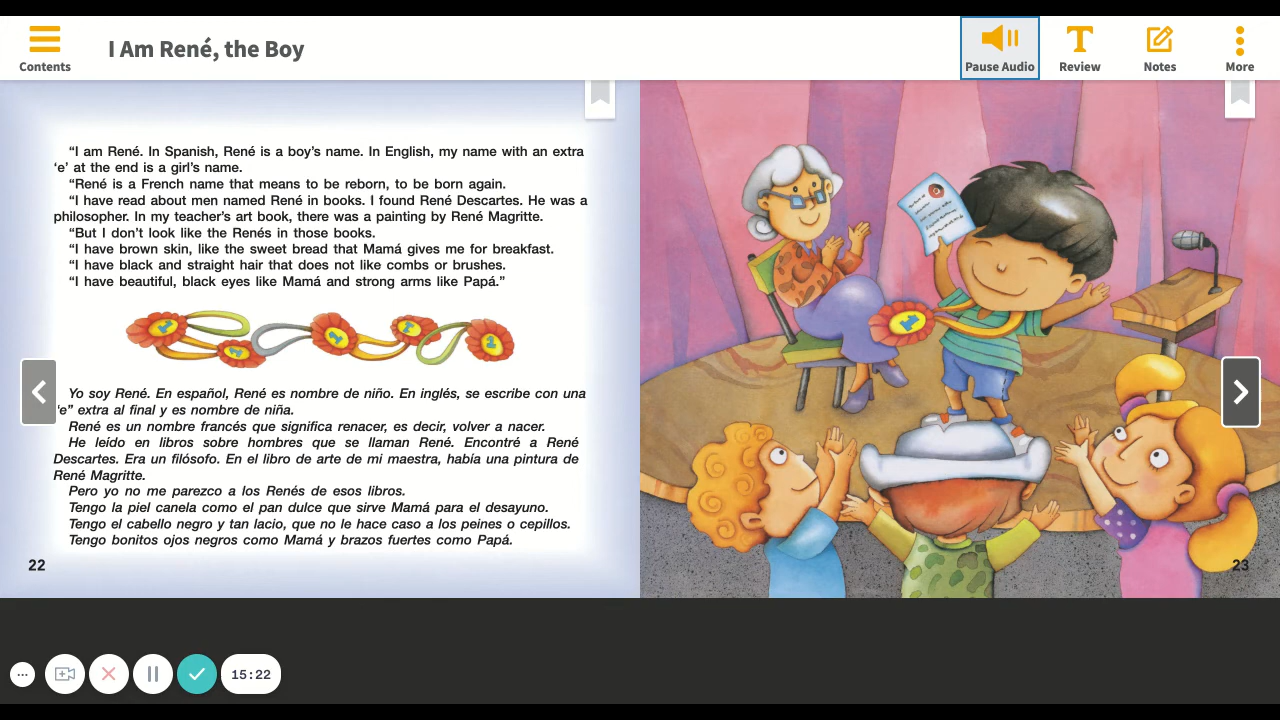 I Am René, the Boy
Contents
Pause Audio
Review
Notes
More
“I am René. In Spanish, René is a boy’s name. In English, my name with an extra
‘e’ at the end is a girl’s name.
“René is a French name that means to be reborn, to be born again.
“I have read about men named René in books. I found René Descartes. He was a
philosopher. In my teacher’s art book, there was a painting by René Magritte.
“But I don’t look like the Renés in those books.
“I have brown skin, like the sweet bread that Mamá gives me for breakfast.
“I have black and straight hair that does not like combs or brushes.
“I have beautiful, black eyes like Mamá and strong arms like Papá.”
Yo soy René. En español, René es nombre de niño. En inglés, se escribe con una
‘e” extra al final y es nombre de niña.
René es un nombre francés que significa renacer, es decir, volver a nacer.
He leído en libros sobre hombres que se llaman René. Encontré a René
Descartes. Era un filósofo. En el libro de arte de mi maestra, había una pintura de
René Magritte.
Pero yo no me parezco a los Renés de esos libros.
Tengo la piel canela como el pan dulce que sirve Mamá para el desayuno.
Tengo el cabello negro y tan lacio, que no le hace caso a los peines o cepillos.
Tengo bonitos ojos negros como Mamá y brazos fuertes como Papá.
22
23
15:22